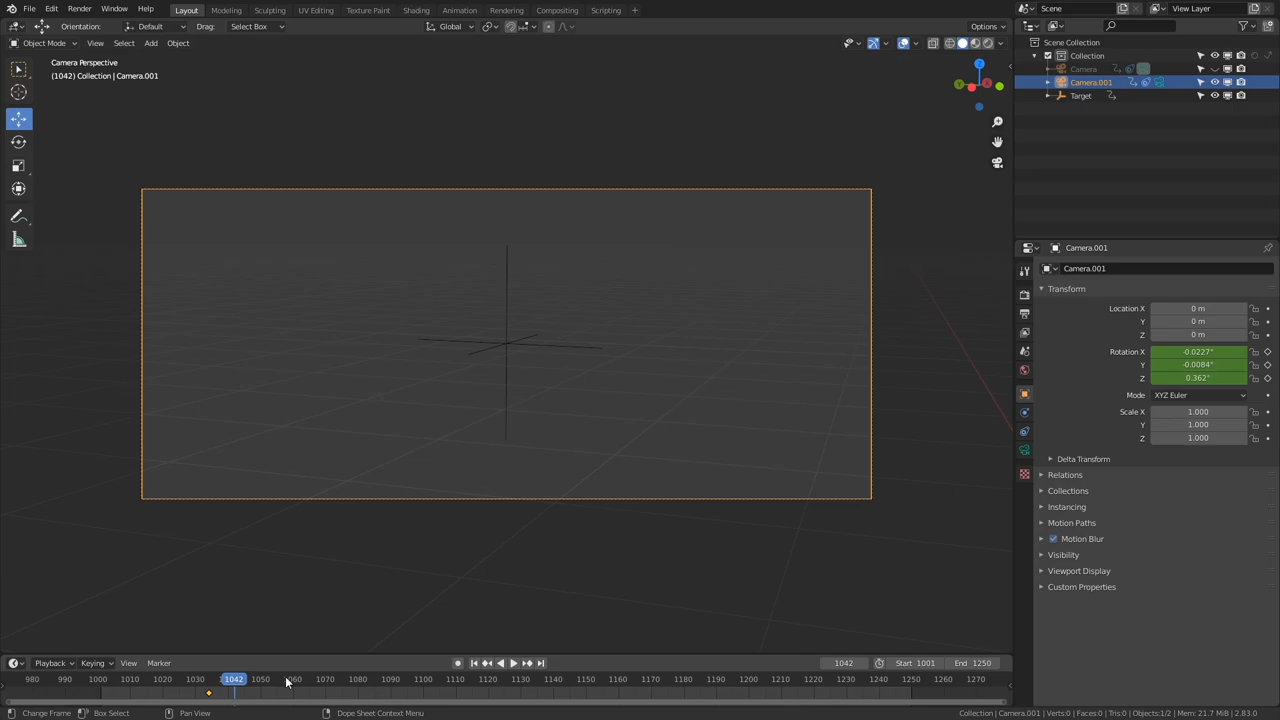 File Edit Render Window Help Layout Modeling Sculpting UV Editing Texture Paint Shading Animation Rendering Compositing Scripting + Scene View Layer
Orientation: Default Drag: Select Box Global Options
Object Mode View Select Add Object
Camera Perspective
(1042) Collection | Camera.001
Z
Y
X
Scene Collection
Collection
Camera
Camera.001
Target
Camera.001
Camera.001
Transform
Location X 0 m
Y 0 m
Z 0 m
Rotation X -0.0227°
Y -0.0084°
Z 0.362°
Mode XYZ Euler
Scale X 1.000
Y 1.000
Z 1.000
Delta Transform
Relations
Collections
Instancing
Motion Paths
Motion Blur
Visibility
Viewport Display
Custom Properties
Playback Keying View Marker 1042 Start 1001 End 1250
980 990 1000 1010 1020 1030 1042 1050 1060 1070 1080 1090 1100 1110 1120 1130 1140 1150 1160 1170 1180 1190 1200 1210 1220 1230 1240 1250 1260 1270
Change Frame Box Select Pan View Dope Sheet Context Menu Collection | Camera.001 | Verts:0 | Faces:0 | Tris:0 | Objects:1/2 | Mem: 21.7 MiB | 2.83.0